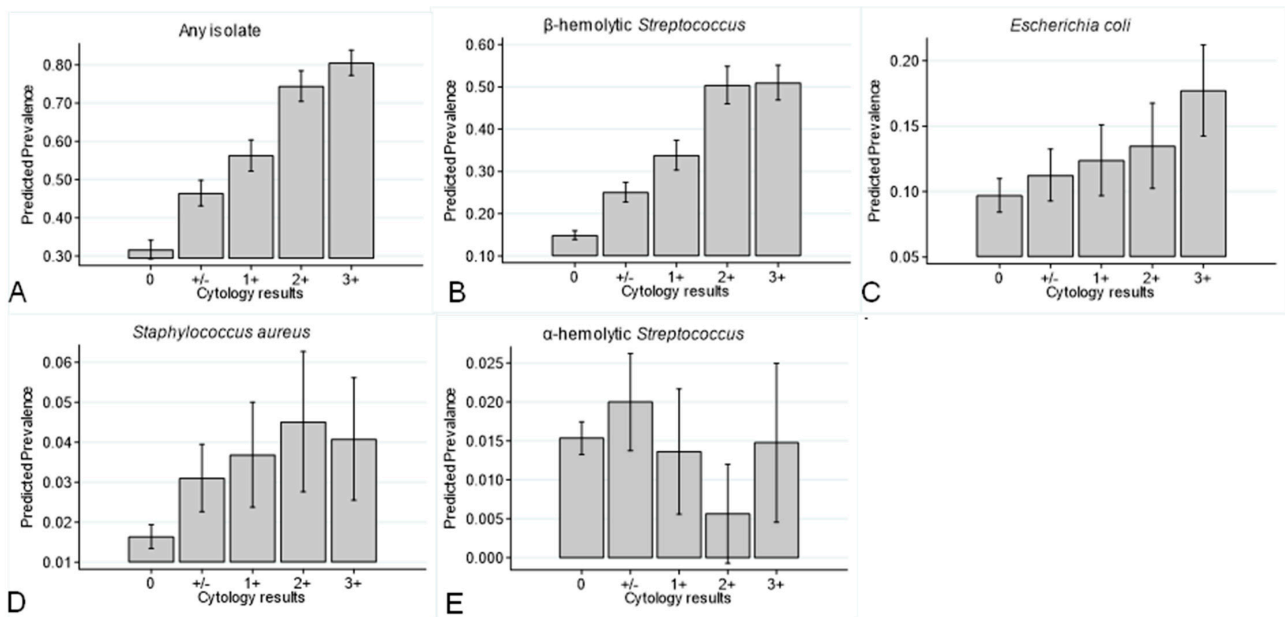 Any isolate
Predicted Prevalence
0.80
0.70
0.60
0.50
0.40
0.30
0 +/- 1+ 2+ 3+
Cytology results
A
β-hemolytic Streptococcus
Predicted Prevalence
0.60
0.50
0.40
0.30
0.20
0.10
0 +/- 1+ 2+ 3+
Cytology results
B
Escherichia coli
Predicted Prevalence
0.20
0.15
0.10
0.05
0 +/- 1+ 2+ 3+
Cytology results
C
Staphylococcus aureus
Predicted Prevalence
0.06
0.05
0.04
0.03
0.02
0.01
0 +/- 1+ 2+ 3+
Cytology results
D
α-hemolytic Streptococcus
Predicted Prevalance
0.025
0.020
0.015
0.010
0.005
0.000
0 +/- 1+ 2+ 3+
Cytology results
E